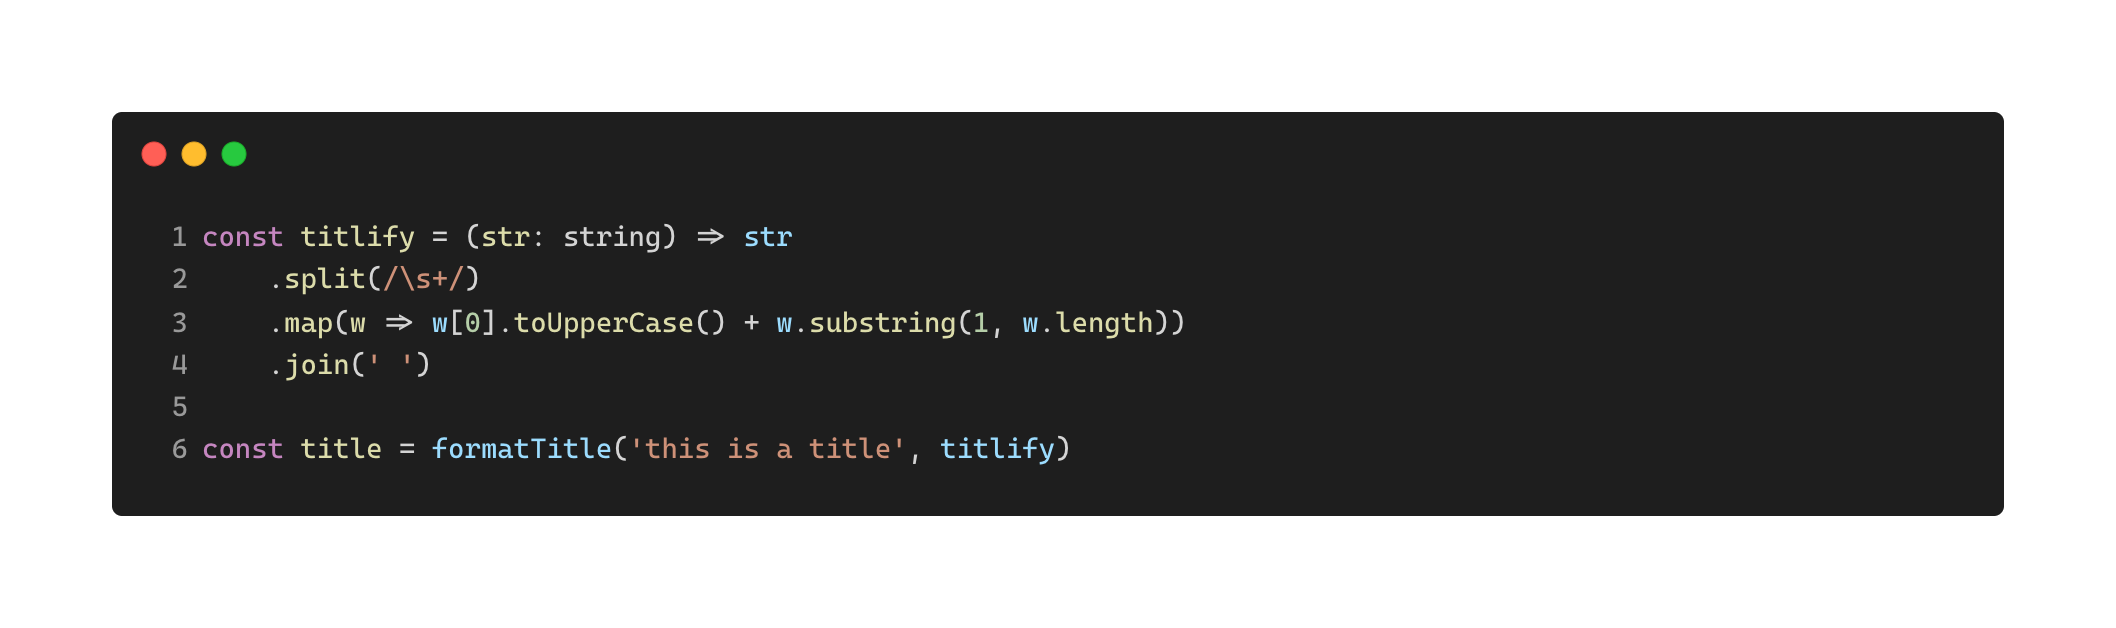 1 const titlify = (str: string) => str
2     .split(/\s+/)
3     .map(w => w[0].toUpperCase() + w.substring(1, w.length))
4     .join(' ')
5
6 const title = formatTitle('this is a title', titlify)